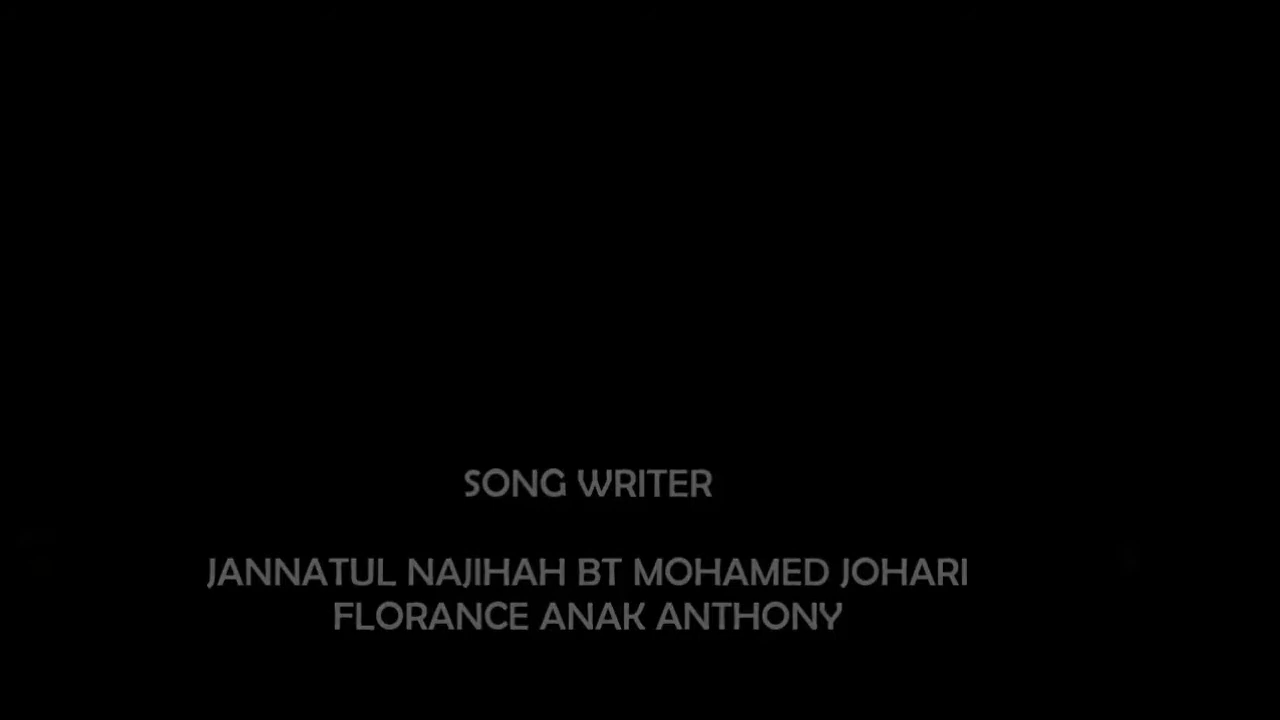 SONG WRITER
JANNATUL NAJIHAH BT MOHAMED JOHARI
FLORANCE ANAK ANTHONY